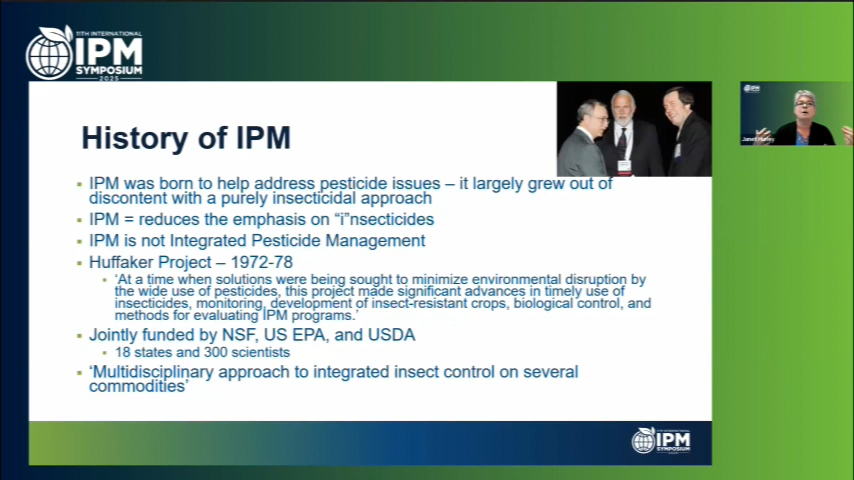 11TH INTERNATIONAL
IPM
SYMPOSIUM
2025
History of IPM
IPM was born to help address pesticide issues – it largely grew out of
discontent with a purely insecticidal approach
IPM = reduces the emphasis on “i”nsecticides
IPM is not Integrated Pesticide Management
Huffaker Project – 1972-78
‘At a time when solutions were being sought to minimize environmental disruption by
the wide use of pesticides, this project made significant advances in timely use of
insecticides, monitoring, development of insect-resistant crops, biological control, and
methods for evaluating IPM programs.’
Jointly funded by NSF, US EPA, and USDA
18 states and 300 scientists
‘Multidisciplinary approach to integrated insect control on several
commodities’
IPM
Janet Hurley
11TH INTERNATIONAL
IPM
SYMPOSIUM